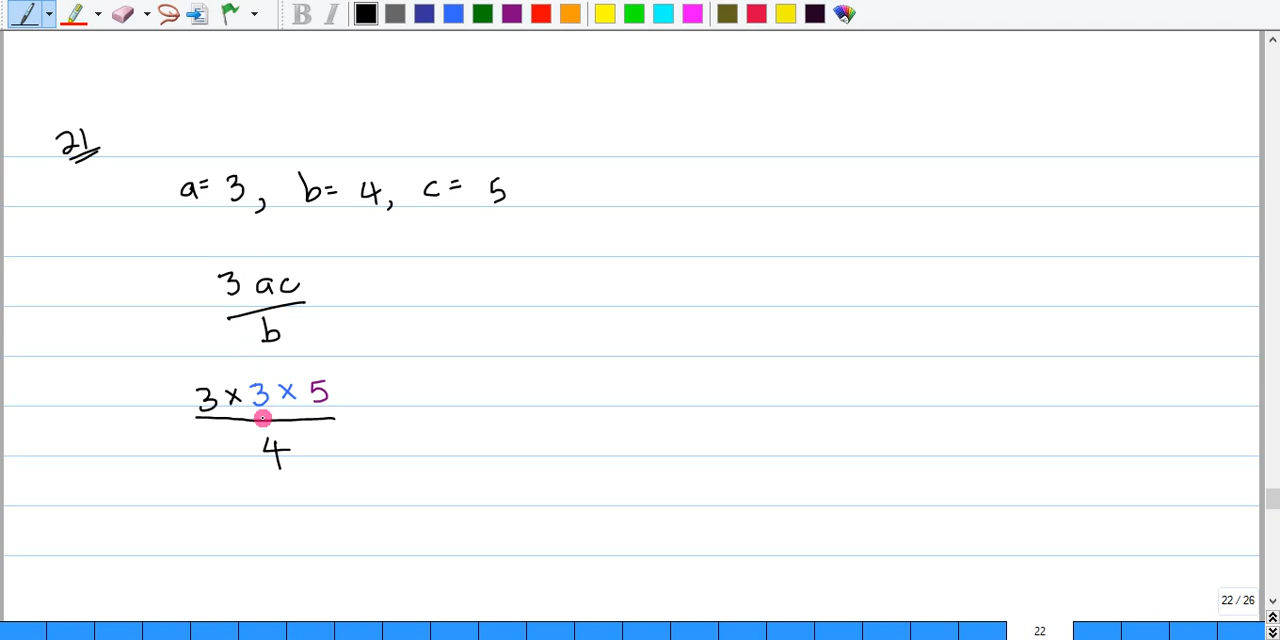 B I
21
a= 3, b= 4, c= 5
3 ac
b
3 × 3 × 5
4
22 / 26
22